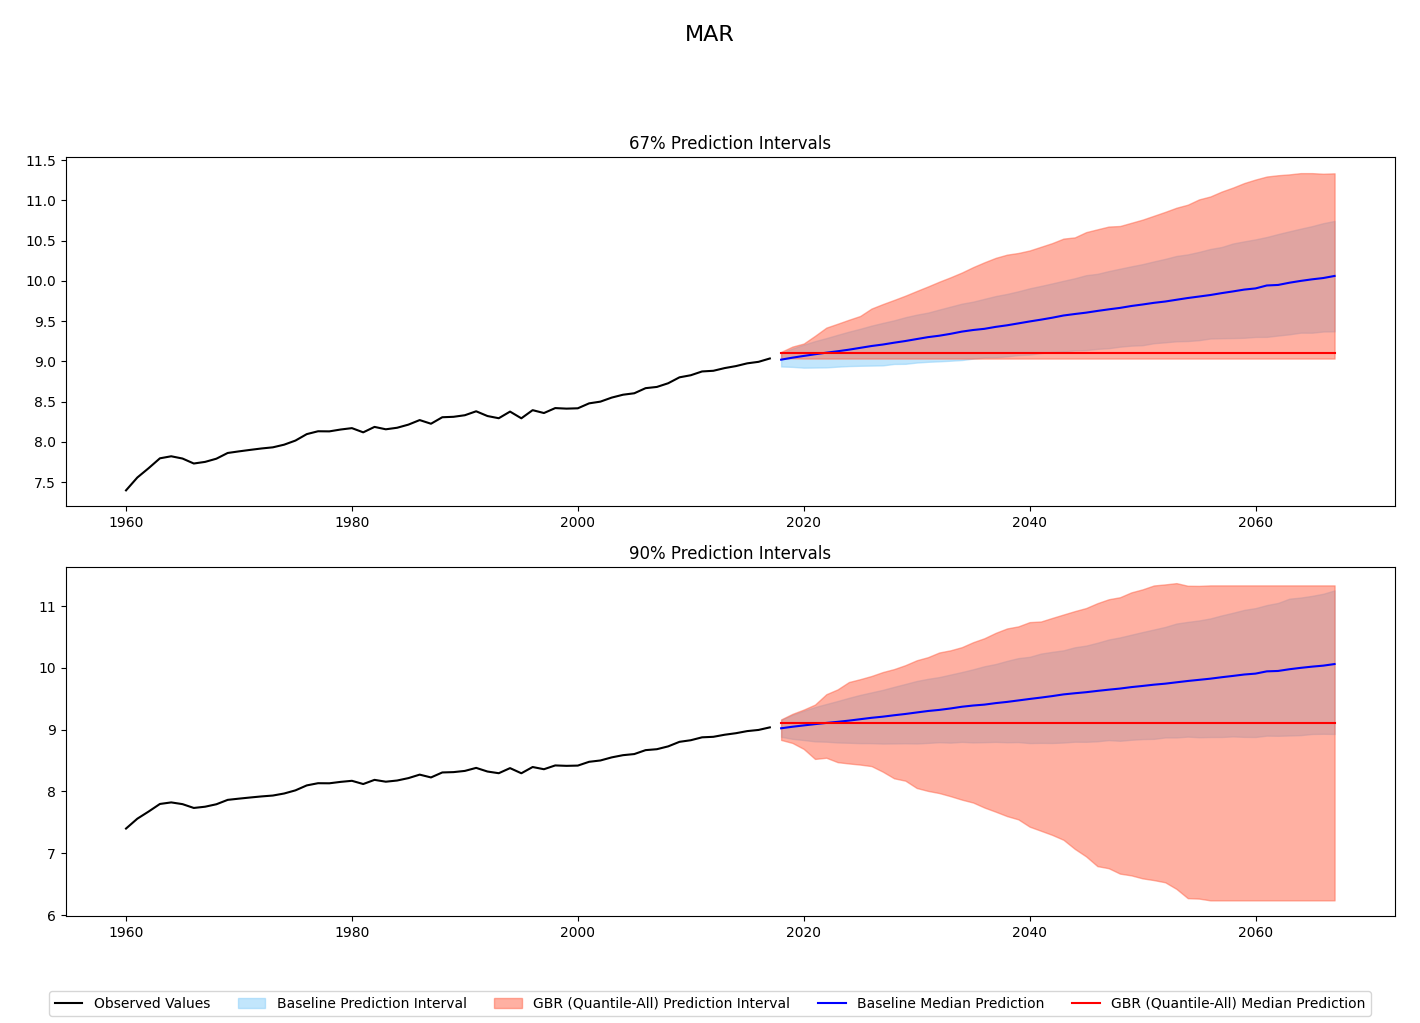 MAR
67% Prediction Intervals
11.5
11.0
10.5
10.0
9.5
9.0
8.5
8.0
7.5
1960 1980 2000 2020 2040 2060
90% Prediction Intervals
11
10
9
8
7
6
1960 1980 2000 2020 2040 2060
Observed Values Baseline Prediction Interval GBR (Quantile-All) Prediction Interval Baseline Median Prediction GBR (Quantile-All) Median Prediction